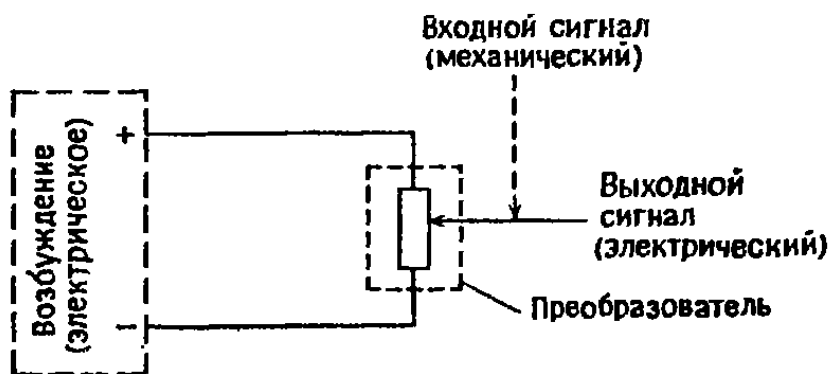 Входной сигнал
(механический)
Возбуждение
(электрическое)
+
−
Выходной
сигнал
(электрический)
Преобразователь